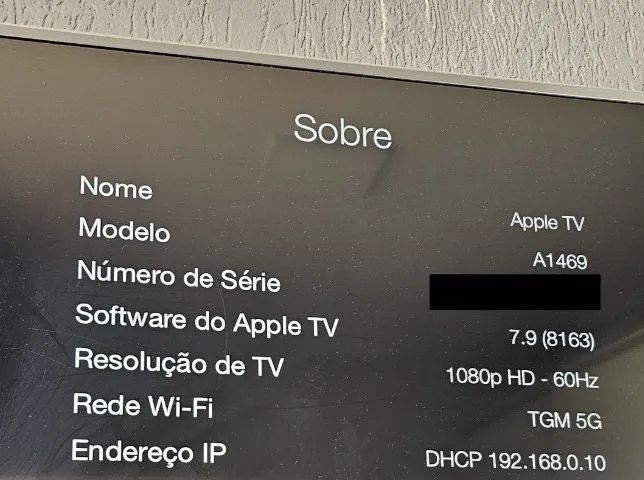 Sobre
Nome Apple TV
Modelo A1469
Número de Série
Software do Apple TV 7.9 (8163)
Resolução de TV 1080p HD - 60Hz
Rede Wi-Fi TGM 5G
Endereço IP DHCP 192.168.0.10